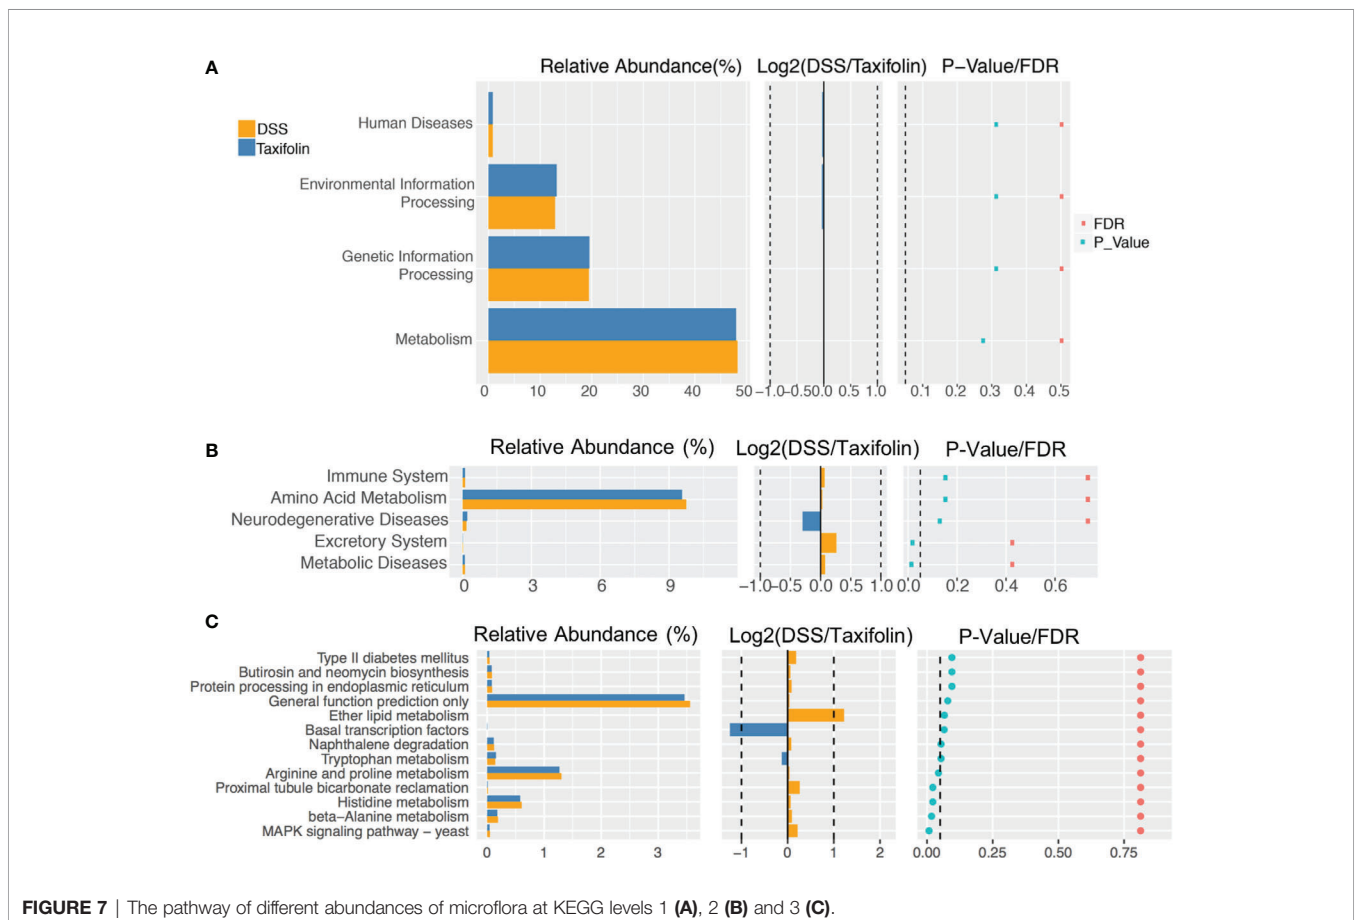 A
Relative Abundance(%) Log2(DSS/Taxifolin) P−Value/FDR
DSS
Taxifolin
Human Diseases
Environmental Information
Processing
Genetic Information
Processing
Metabolism
FDR
P_Value
0 10 20 30 40 50 −1.0 −0.5 0.0 0.5 1.0 0.1 0.2 0.3 0.4 0.5
B
Relative Abundance (%) Log2(DSS/Taxifolin) P-Value/FDR
Immune System
Amino Acid Metabolism
Neurodegenerative Diseases
Excretory System
Metabolic Diseases
0 3 6 9 −1.0 −0.5 0.0 0.5 1.0 0.0 0.2 0.4 0.6
C
Relative Abundance (%) Log2(DSS/Taxifolin) P-Value/FDR
Type II diabetes mellitus
Butirosin and neomycin biosynthesis
Protein processing in endoplasmic reticulum
General function prediction only
Ether lipid metabolism
Basal transcription factors
Naphthalene degradation
Tryptophan metabolism
Arginine and proline metabolism
Proximal tubule bicarbonate reclamation
Histidine metabolism
beta−Alanine metabolism
MAPK signaling pathway − yeast
0 1 2 3 −1 0 1 2 0.00 0.25 0.50 0.75
FIGURE 7 | The pathway of different abundances of microflora at KEGG levels 1 (A), 2 (B) and 3 (C).